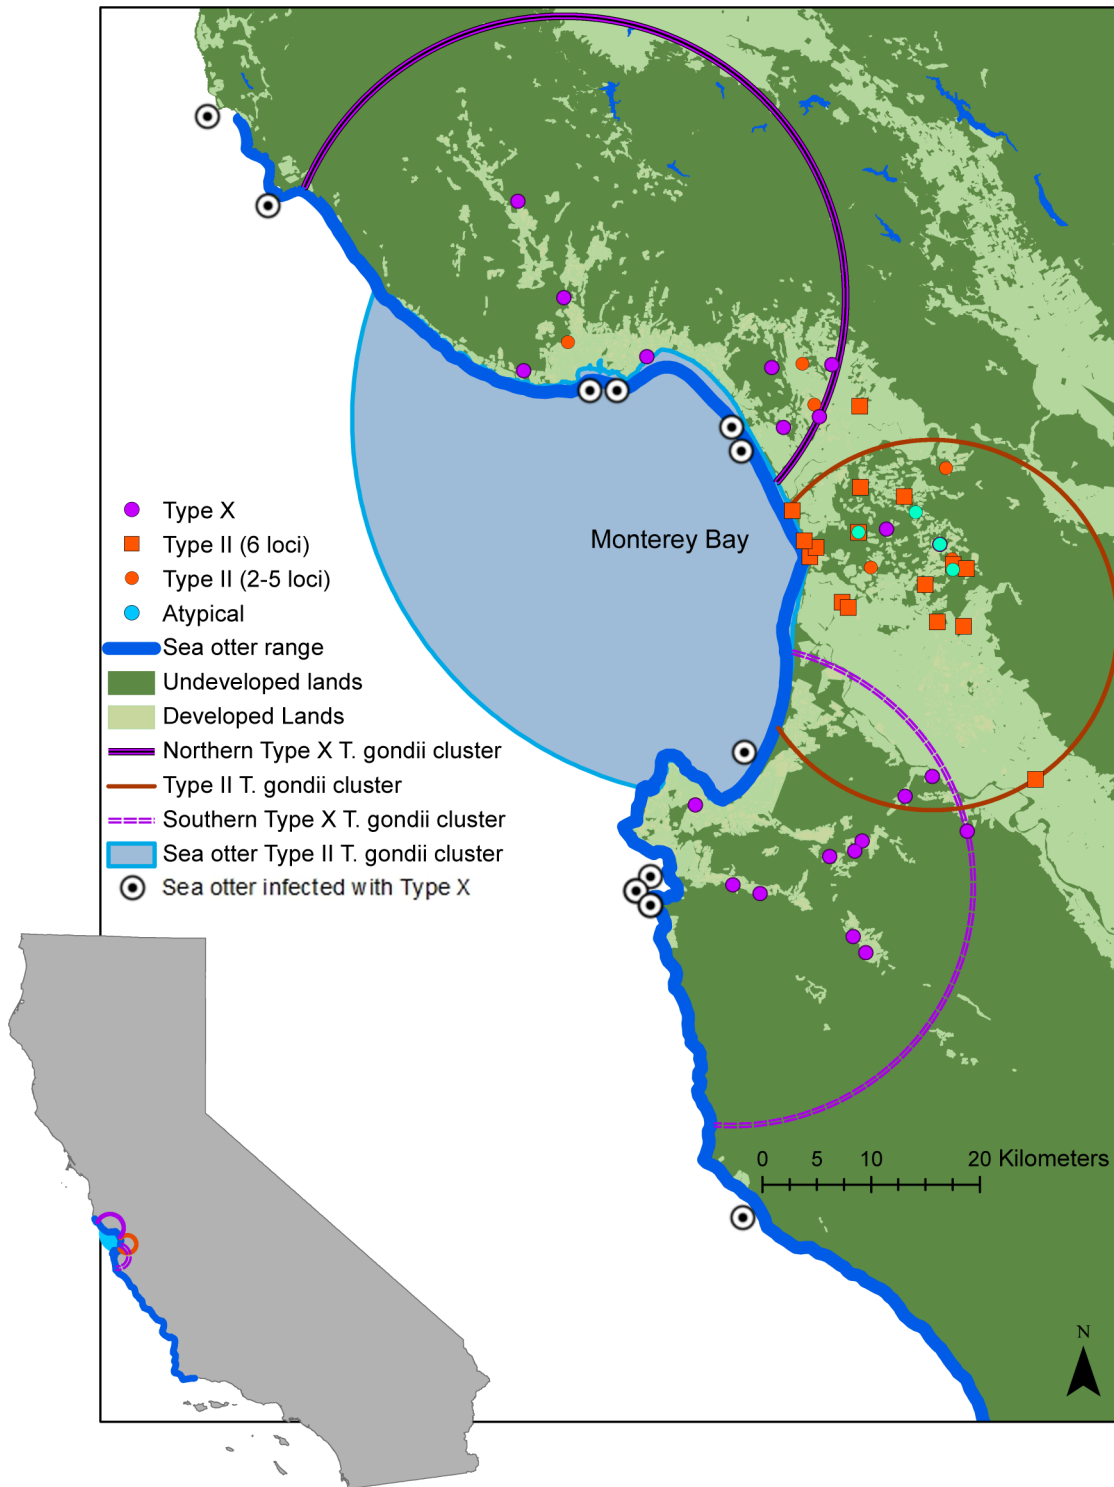 Monterey Bay
Type X
Type II (6 loci)
Type II (2-5 loci)
Atypical
Sea otter range
Undeveloped lands
Developed Lands
Northern Type X T. gondii cluster
Type II T. gondii cluster
Southern Type X T. gondii cluster
Sea otter Type II T. gondii cluster
Sea otter infected with Type X
0 5 10 20 Kilometers
N